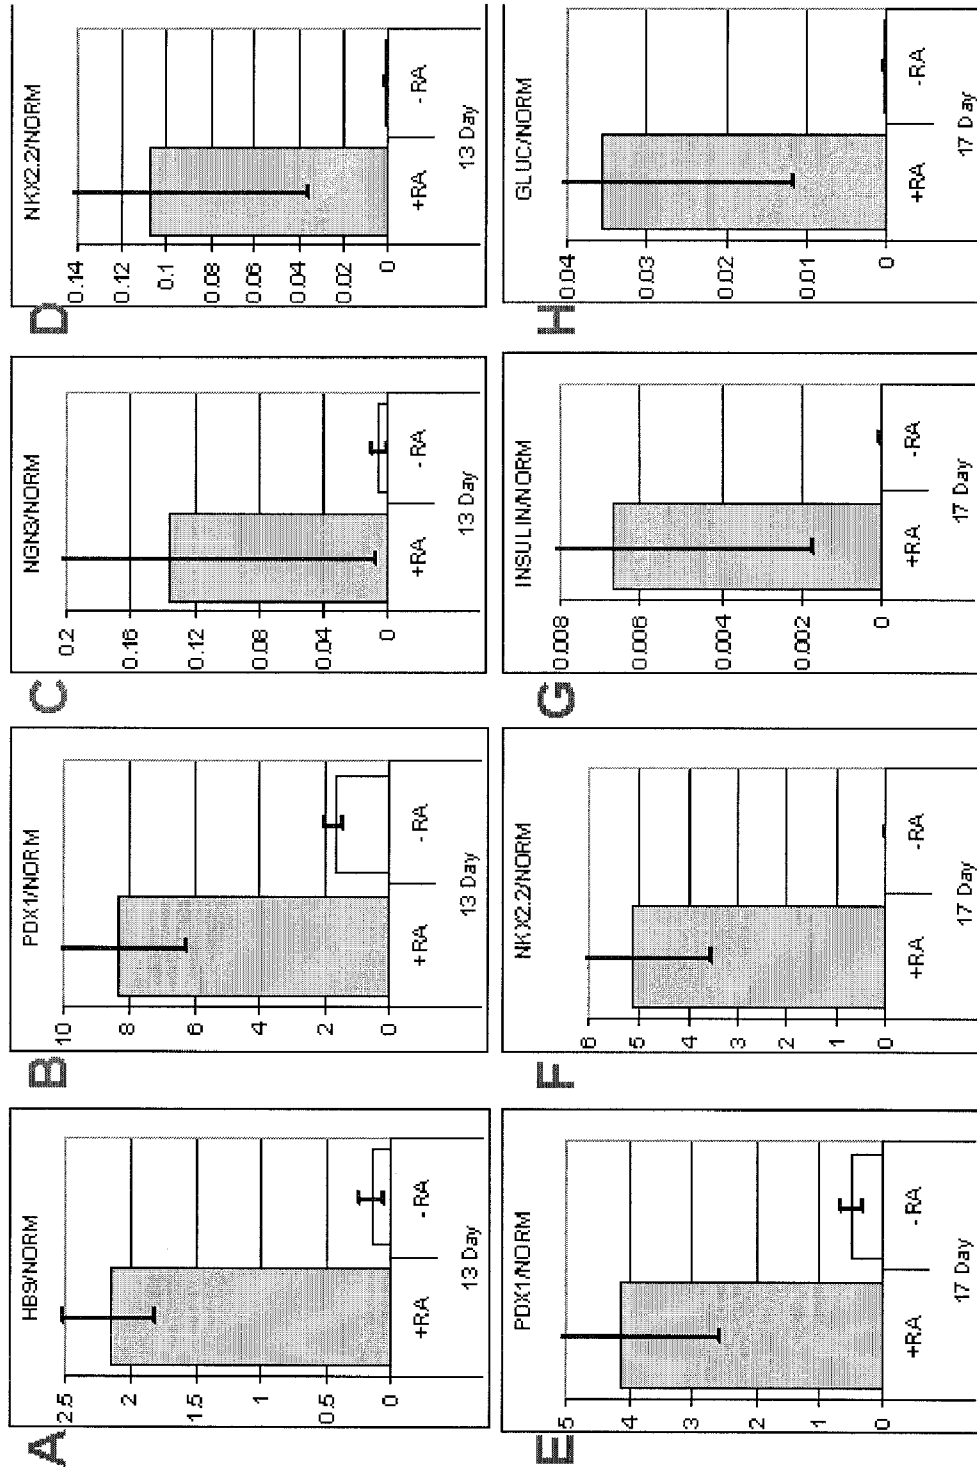 A
HB9/NORM
2.5
2
1.5
1
0.5
0
+RA
- RA
13 Day
B
PDX1/NORM
10
8
6
4
2
0
+RA
- RA
13 Day
C
NGN3/NORM
0.2
0.16
0.12
0.08
0.04
0
+RA
- RA
13 Day
D
NKX2.2/NORM
0.14
0.12
0.1
0.08
0.06
0.04
0.02
0
+RA
- RA
13 Day
E
PDX1/NORM
5
4
3
2
1
0
+RA
- RA
17 Day
F
NKX2.2/NORM
6
5
4
3
2
1
0
+RA
- RA
17 Day
G
INSULIN/NORM
0.008
0.006
0.004
0.002
0
+RA
- RA
17 Day
H
GLUC/NORM
0.04
0.03
0.02
0.01
0
+RA
- RA
17 Day